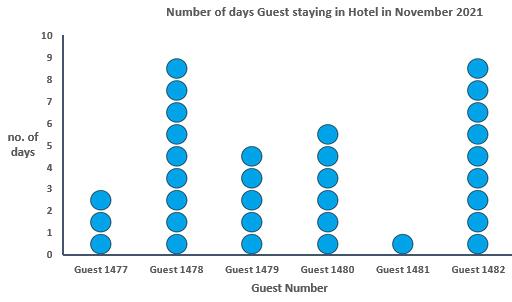 Number of days Guest staying in Hotel in November 2021
10
9
8
7
6
5
4
3
2
1
0
no. of
days
Guest 1477 Guest 1478 Guest 1479 Guest 1480 Guest 1481 Guest 1482
Guest Number